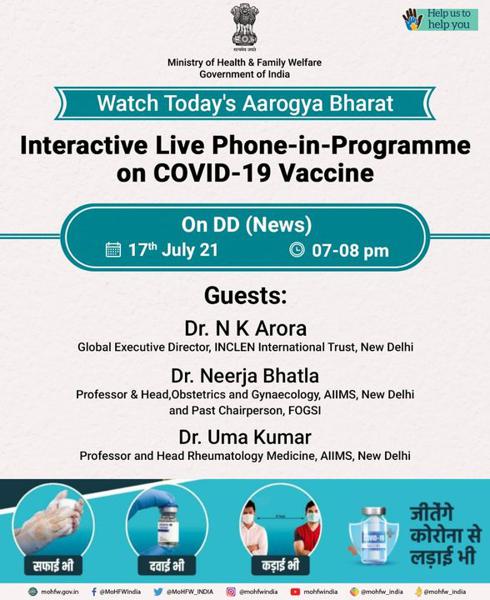 Help us to
help you
सत्यमेव जयते
Ministry of Health & Family Welfare
Government of India
Watch Today's Aarogya Bharat
Interactive Live Phone-in-Programme
on COVID-19 Vaccine
On DD (News)
17th July 21
07-08 pm
Guests:
Dr. N K Arora
Global Executive Director, INCLEN International Trust, New Delhi
Dr. Neerja Bhatla
Professor & Head,Obstetrics and Gynaecology, AIIMS, New Delhi
and Past Chairperson, FOGSI
Dr. Uma Kumar
Professor and Head Rheumatology Medicine, AIIMS, New Delhi
सफाई भी
दवाई भी
कड़ाई भी
COVID-19
जीतेंगे
कोरोना से
लड़ाई भी
mohfw.gov.in
@MoHFWIndia
@MoHFW_INDIA
@mohfwindia
mohfwindia
mohfw_india
mohfw_india